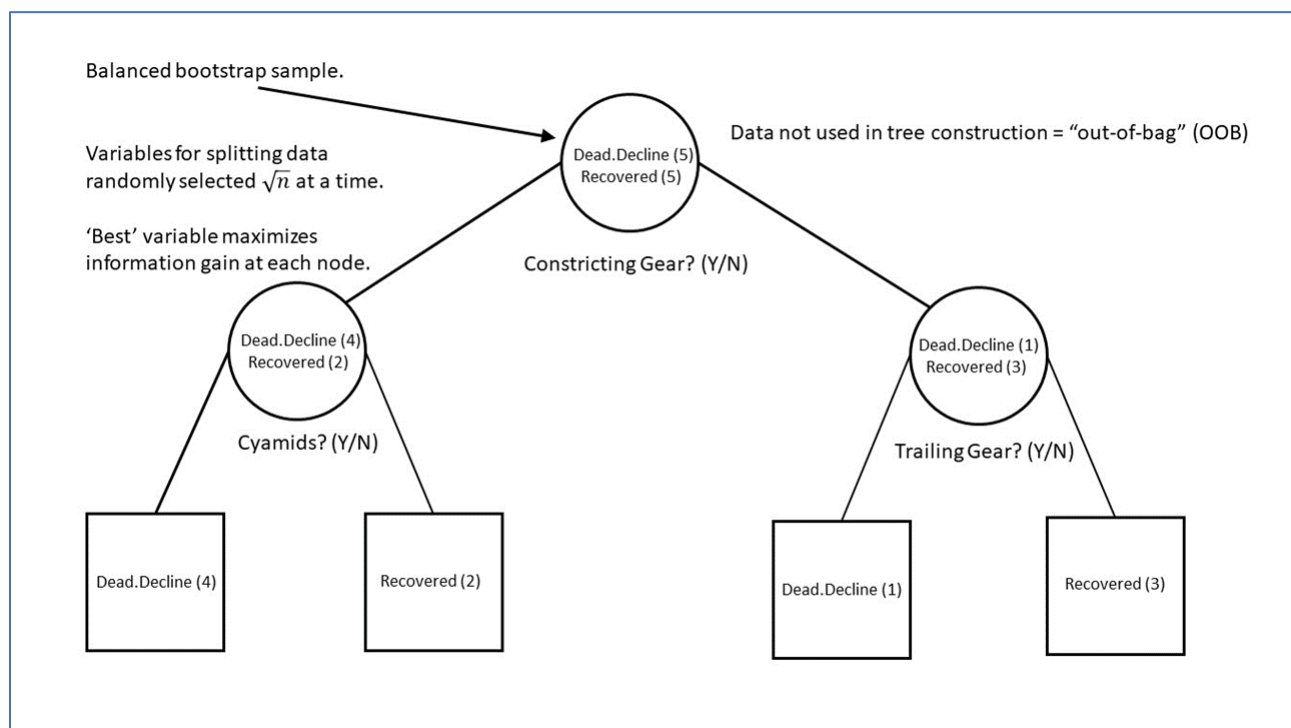 Balanced bootstrap sample.
Data not used in tree construction = “out-of-bag” (OOB)
Variables for splitting data
randomly selected √n at a time.
‘Best’ variable maximizes
information gain at each node.
Dead.Decline (5)
Recovered (5)
Constricting Gear? (Y/N)
Dead.Decline (4)
Recovered (2)
Cyamids? (Y/N)
Dead.Decline (1)
Recovered (3)
Trailing Gear? (Y/N)
Dead.Decline (4)
Recovered (2)
Dead.Decline (1)
Recovered (3)